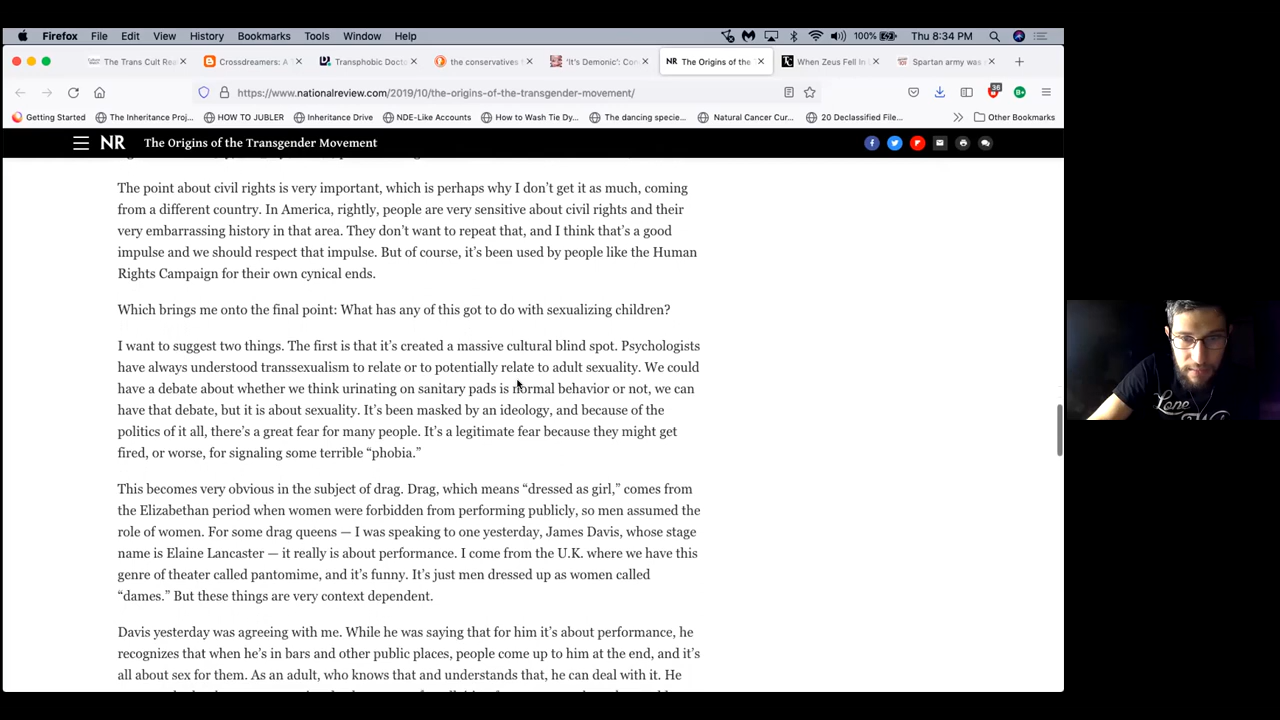 Firefox File Edit View History Bookmarks Tools Window Help 100% Thu 8:34 PM
The Trans Cult Rea Crossdreamers: A T Transphobic Docto the conservatives f 'It's Demonic': Con NR The Origins of the When Zeus Fell In L Spartan army was
https://www.nationalreview.com/2019/10/the-origins-of-the-transgender-movement/ 36
Getting Started The Inheritance Proj... HOW TO JUBLER Inheritance Drive NDE-Like Accounts How to Wash Tie Dy... The dancing specie... Natural Cancer Cur... 20 Declassified File... Other Bookmarks
NR The Origins of the Transgender Movement
The point about civil rights is very important, which is perhaps why I don't get it as much, coming
from a different country. In America, rightly, people are very sensitive about civil rights and their
very embarrassing history in that area. They don't want to repeat that, and I think that's a good
impulse and we should respect that impulse. But of course, it's been used by people like the Human
Rights Campaign for their own cynical ends.
Which brings me onto the final point: What has any of this got to do with sexualizing children?
I want to suggest two things. The first is that it's created a massive cultural blind spot. Psychologists
have always understood transsexualism to relate or to potentially relate to adult sexuality. We could
have a debate about whether we think urinating on sanitary pads is normal behavior or not, we can
have that debate, but it is about sexuality. It's been masked by an ideology, and because of the
politics of it all, there's a great fear for many people. It's a legitimate fear because they might get
fired, or worse, for signaling some terrible “phobia.”
This becomes very obvious in the subject of drag. Drag, which means “dressed as girl,” comes from
the Elizabethan period when women were forbidden from performing publicly, so men assumed the
role of women. For some drag queens — I was speaking to one yesterday, James Davis, whose stage
name is Elaine Lancaster — it really is about performance. I come from the U.K. where we have this
genre of theater called pantomime, and it's funny. It's just men dressed up as women called
“dames.” But these things are very context dependent.
Davis yesterday was agreeing with me. While he was saying that for him it's about performance, he
recognizes that when he's in bars and other public places, people come up to him at the end, and it's
all about sex for them. As an adult, who knows that and understands that, he can deal with it. He
Lone